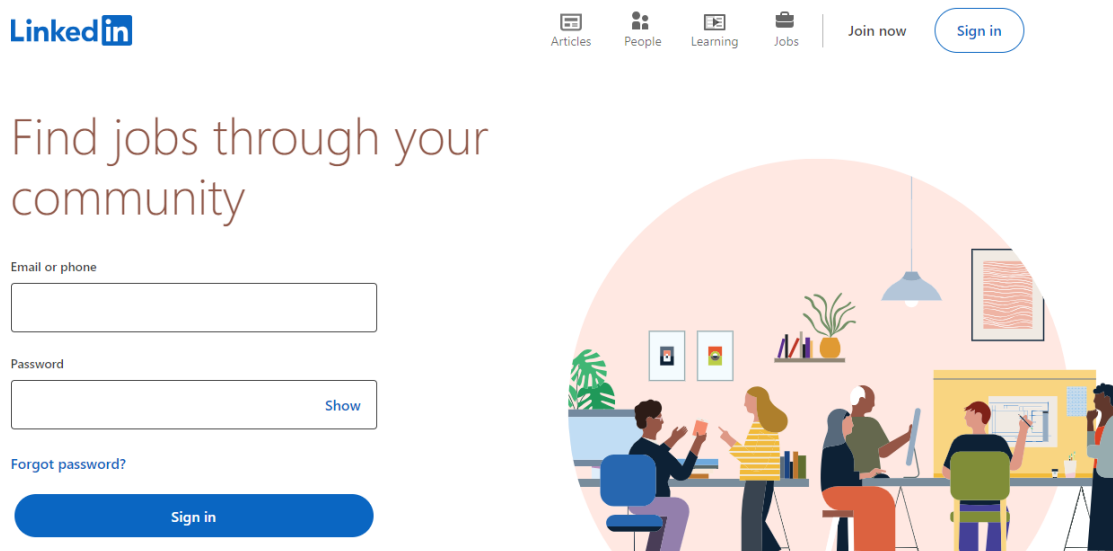 LinkedIn
Articles
People
Learning
Jobs
Join now
Sign in
Find jobs through your
community
Email or phone
Password
Show
Forgot password?
Sign in